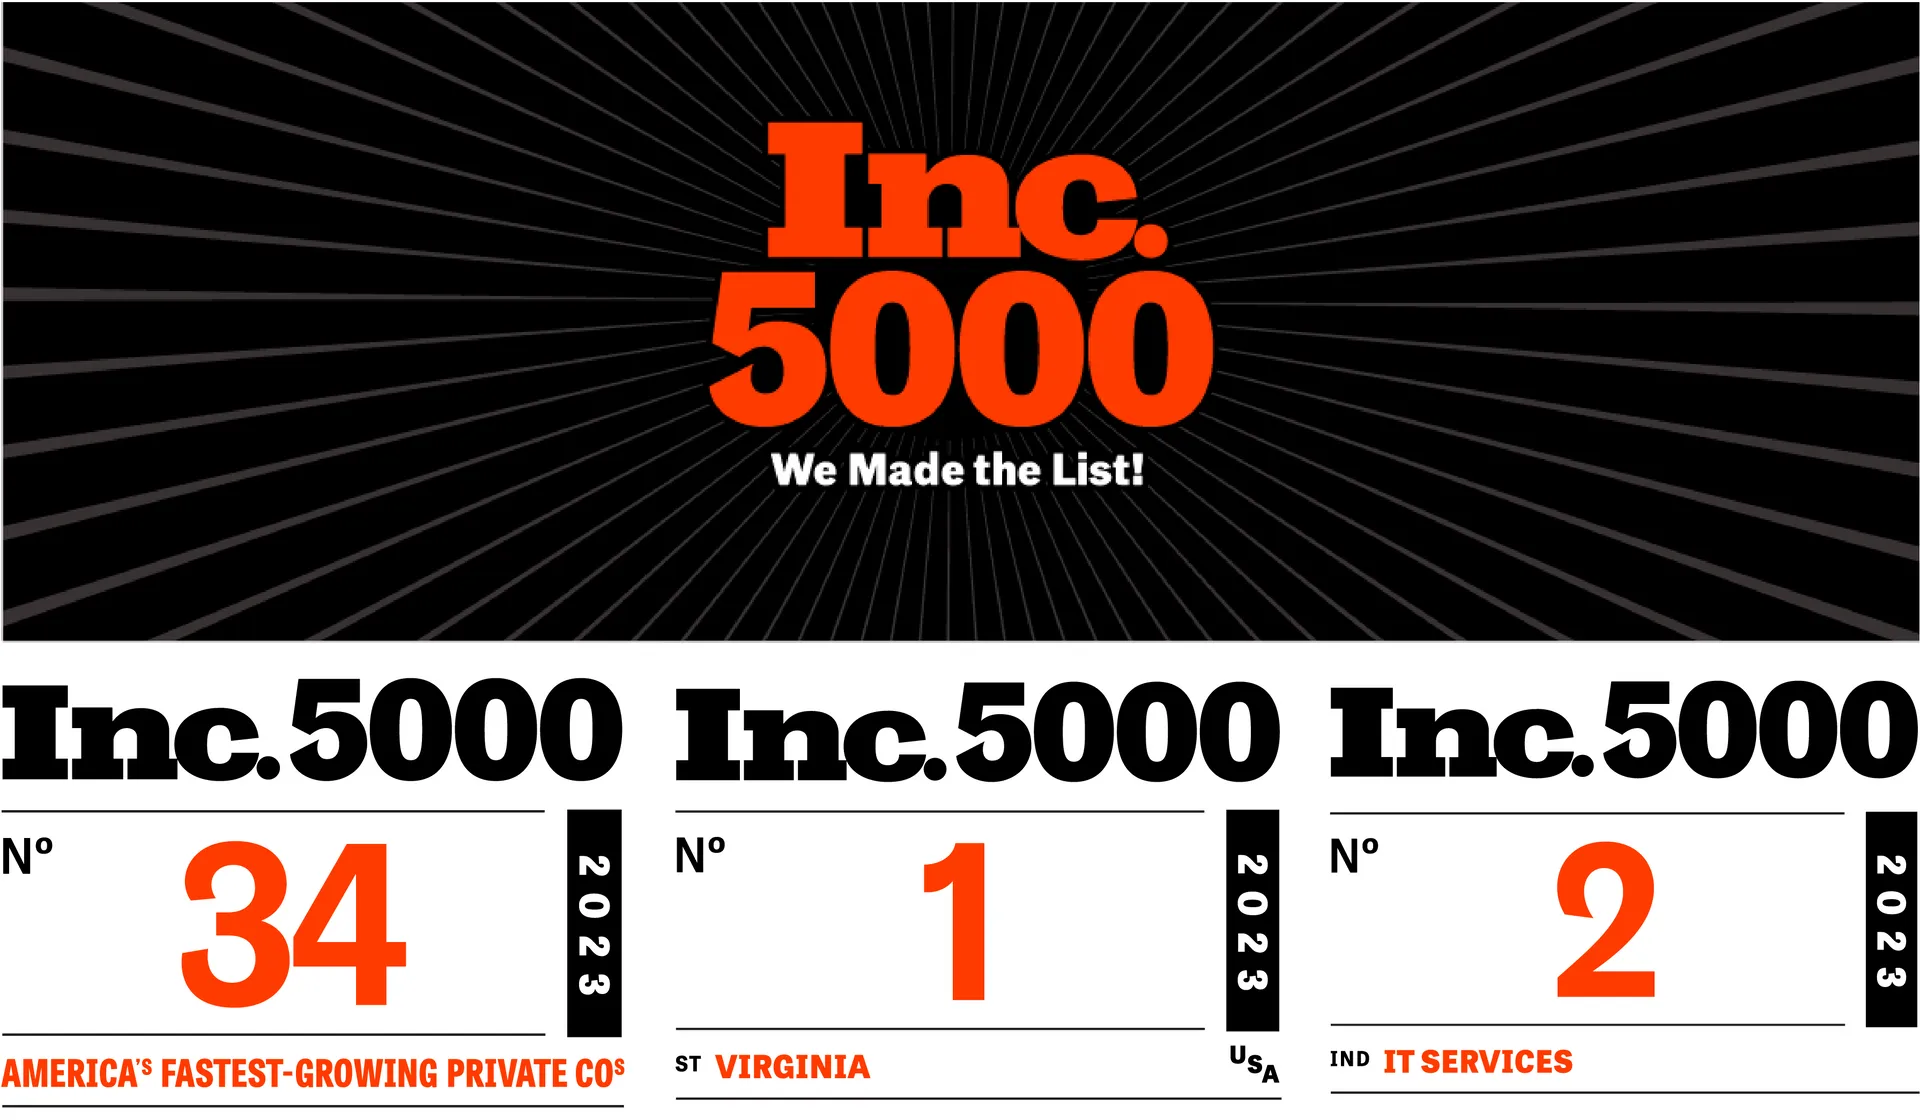 Inc.
5000
We Made the List!
Inc.5000
Nº 34 2023
AMERICA'S FASTEST-GROWING PRIVATE COS
Inc.5000
Nº 1 2023
ST VIRGINIA USA
Inc.5000
Nº 2 2023
IND IT SERVICES